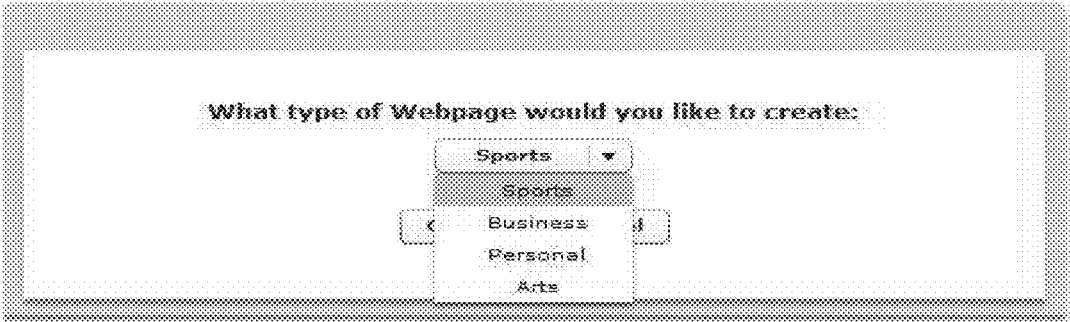 What type of Webpage would you like to create:
Sports
Sports
Business
Personal
Arts